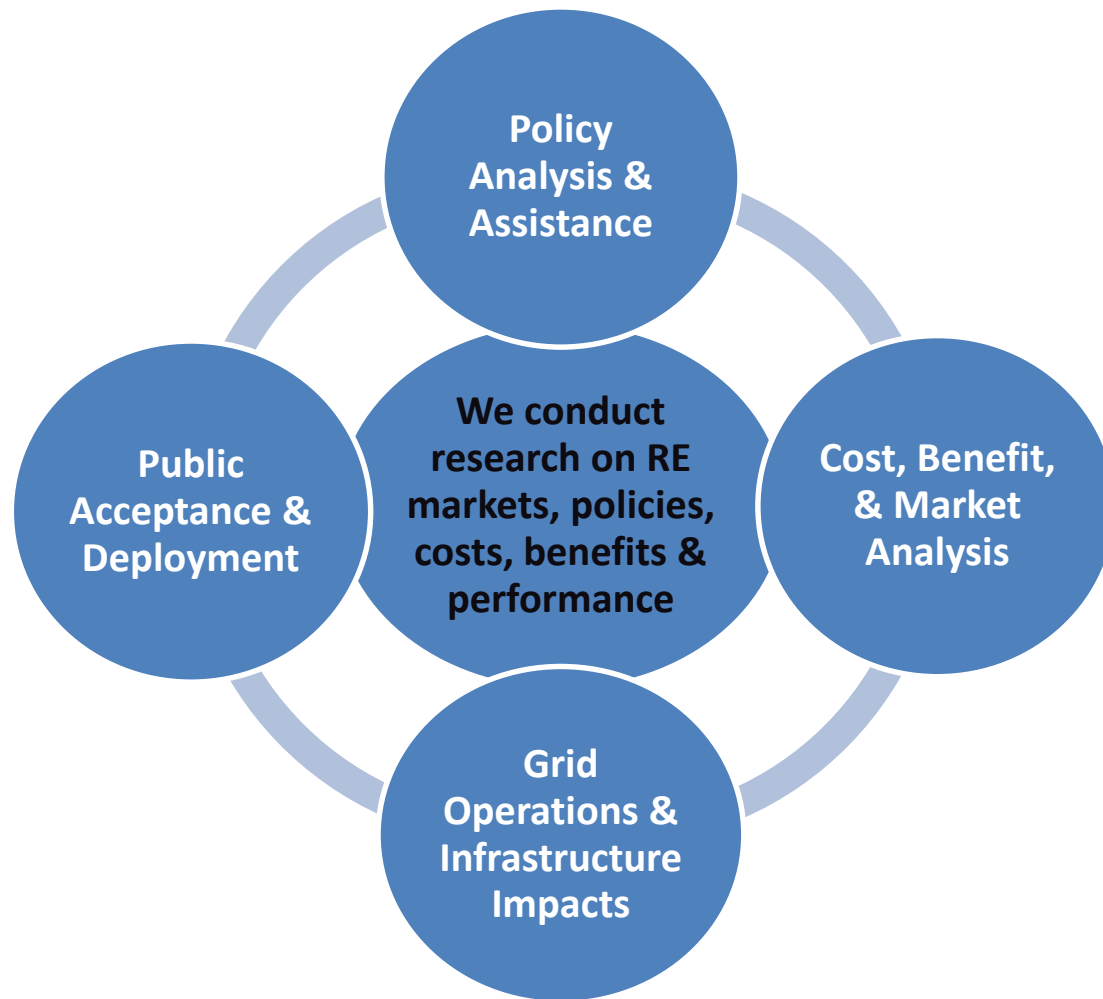 Policy
Analysis &
Assistance
Public
Acceptance &
Deployment
We conduct
research on RE
markets, policies,
costs, benefits &
performance
Cost, Benefit,
& Market
Analysis
Grid
Operations &
Infrastructure
Impacts